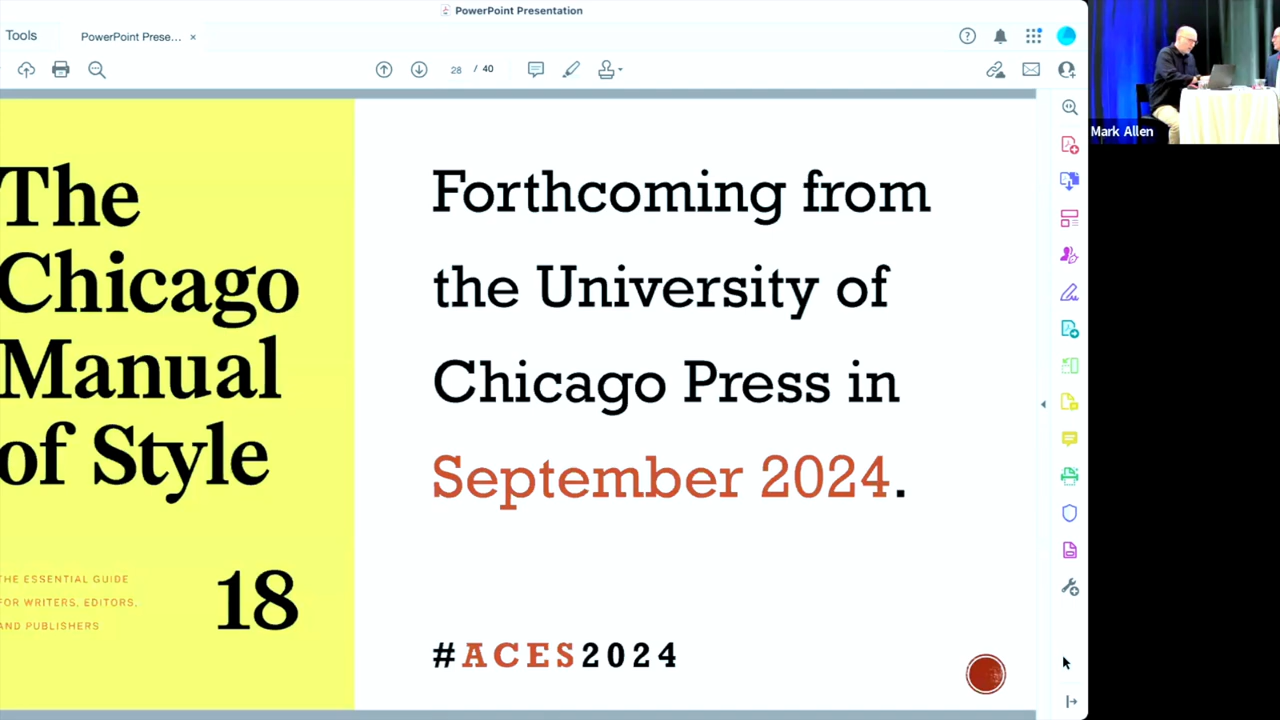 PowerPoint Presentation
Tools
PowerPoint Prese... ×
28 / 40
The
Chicago
Manual
of Style
THE ESSENTIAL GUIDE
FOR WRITERS, EDITORS,
AND PUBLISHERS
18
Forthcoming from
the University of
Chicago Press in
September 2024.
#ACES2024
Mark Allen